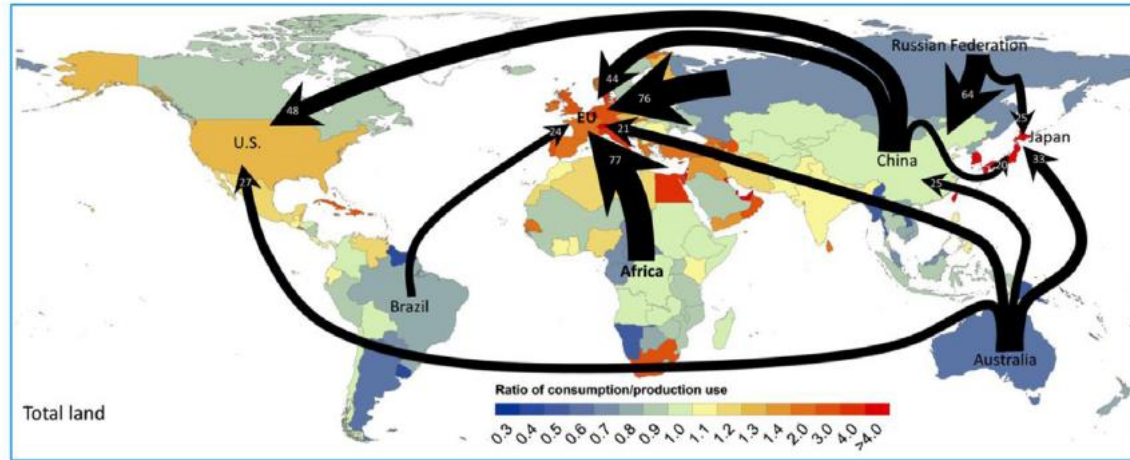 Russian Federation
44
76
64
48
EU
25
24
21
U.S.
Japan
China
20
33
77
27
25
Africa
Brazil
Australia
Ratio of consumption/production use
Total land
0.3 0.4 0.5 0.6 0.7 0.8 0.9 1.0 1.1 1.2 1.3 1.4 2.0 3.0 4.0 >4.0